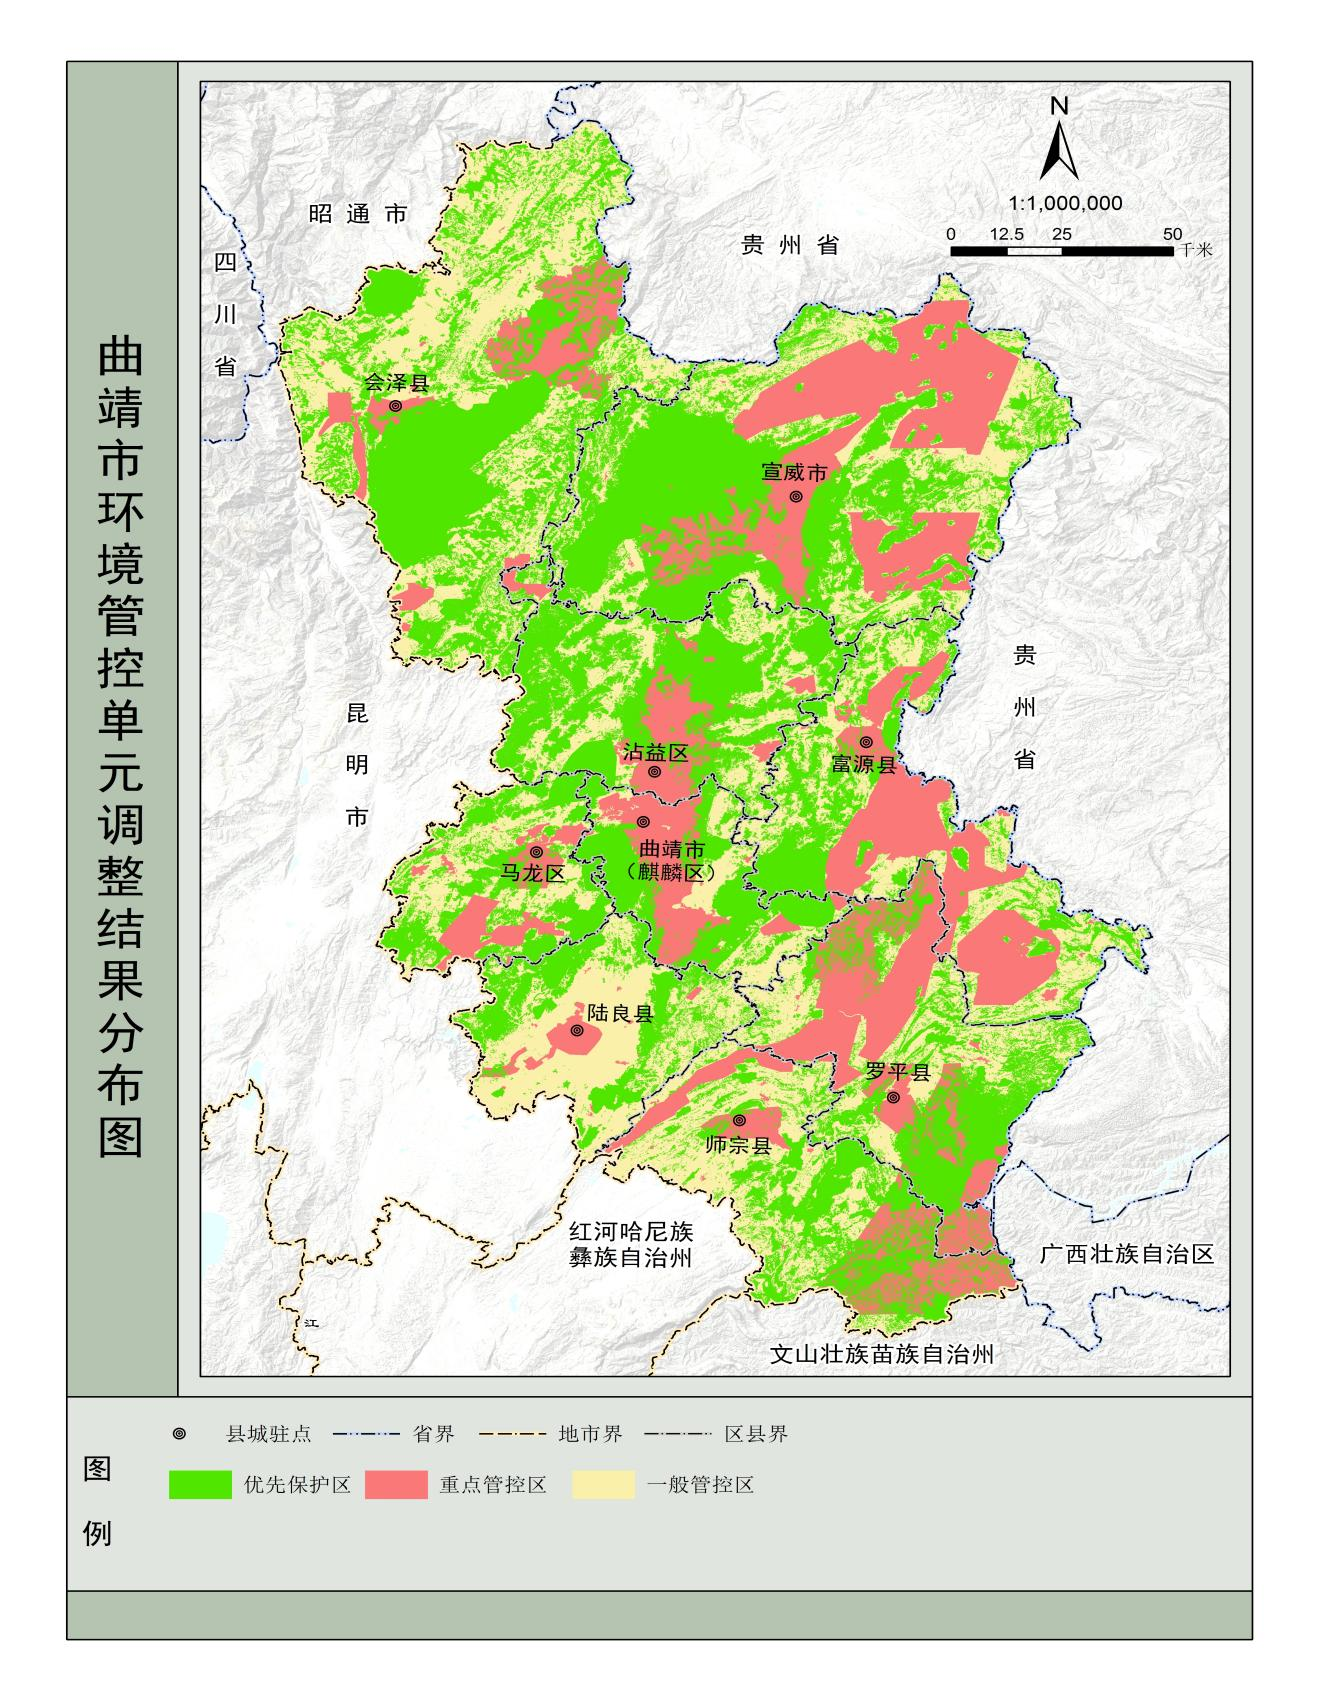 曲靖市环境管控单元调整结果分布图
N
1:1,000,000
0 12.5 25 50
千米
昭通市
贵州省
四川省
会泽县
宣威市
贵州省
昆明市
沾益区
富源县
曲靖市
（麒麟区）
马龙区
陆良县
罗平县
师宗县
红河哈尼族
彝族自治州
广西壮族自治区
江
文山壮族苗族自治州
图例
县城驻点 省界 地市界 区县界
优先保护区 重点管控区 一般管控区